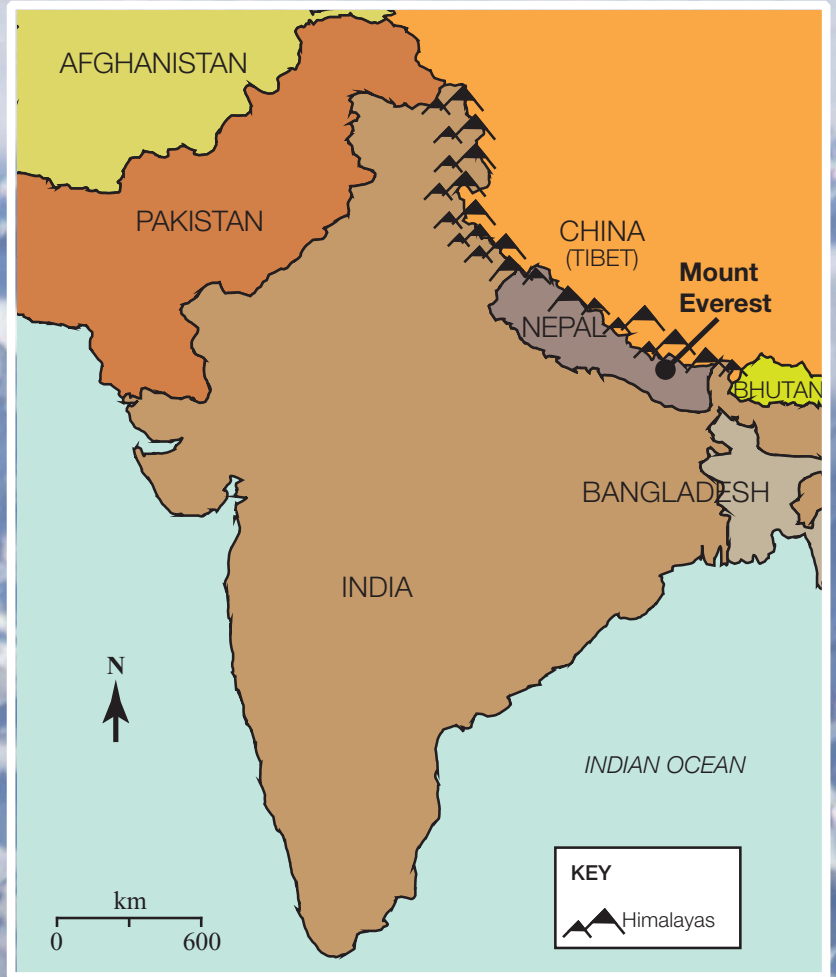 AFGHANISTAN
PAKISTAN
CHINA
(TIBET)
Mount
Everest
NEPAL
BHUTAN
BANGLADESH
INDIA
N
INDIAN OCEAN
km
0 600
KEY
Himalayas